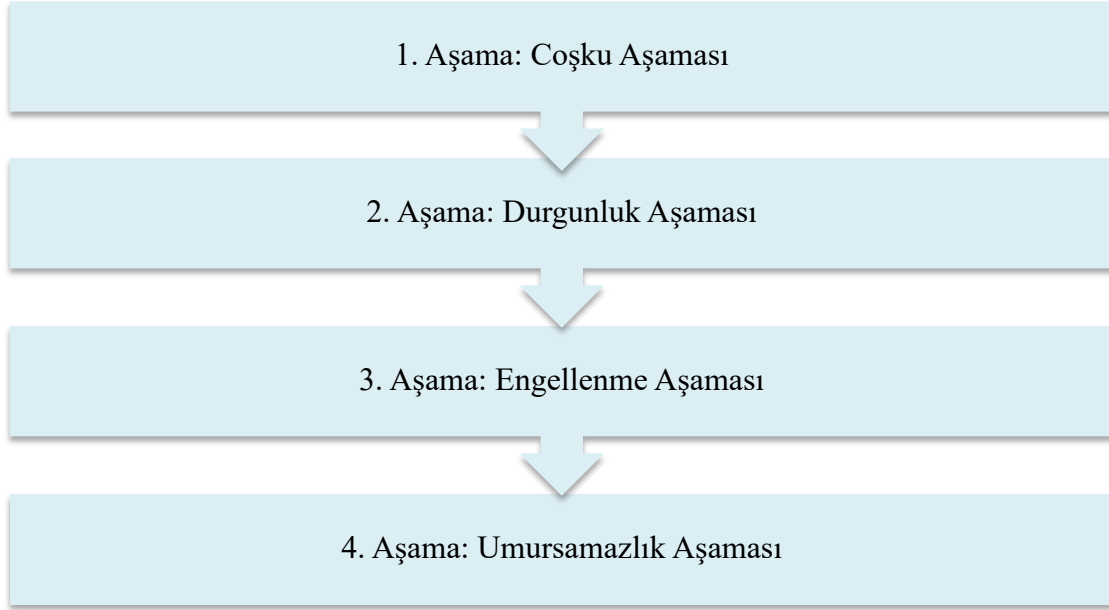 1. Aşama: Coşku Aşaması
2. Aşama: Durgunluk Aşaması
3. Aşama: Engellenme Aşaması
4. Aşama: Umursamazlık Aşaması